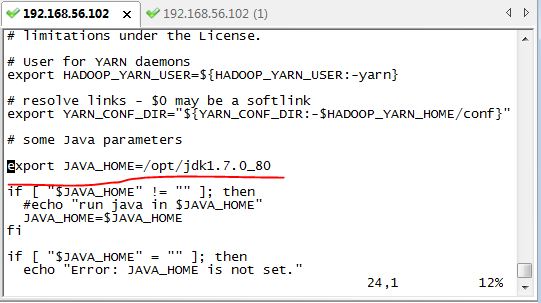 192.168.56.102 x 192.168.56.102 (1)
# limitations under the License.
# User for YARN daemons
export HADOOP_YARN_USER=${HADOOP_YARN_USER:-yarn}
# resolve links - $0 may be a softlink
export YARN_CONF_DIR="${YARN_CONF_DIR:-$HADOOP_YARN_HOME/conf}"
# some Java parameters
export JAVA_HOME=/opt/jdk1.7.0_80
if [ "$JAVA_HOME" != "" ]; then
  #echo "run java in $JAVA_HOME"
  JAVA_HOME=$JAVA_HOME
fi
if [ "$JAVA_HOME" = "" ]; then
  echo "Error: JAVA_HOME is not set."
24,1 12%